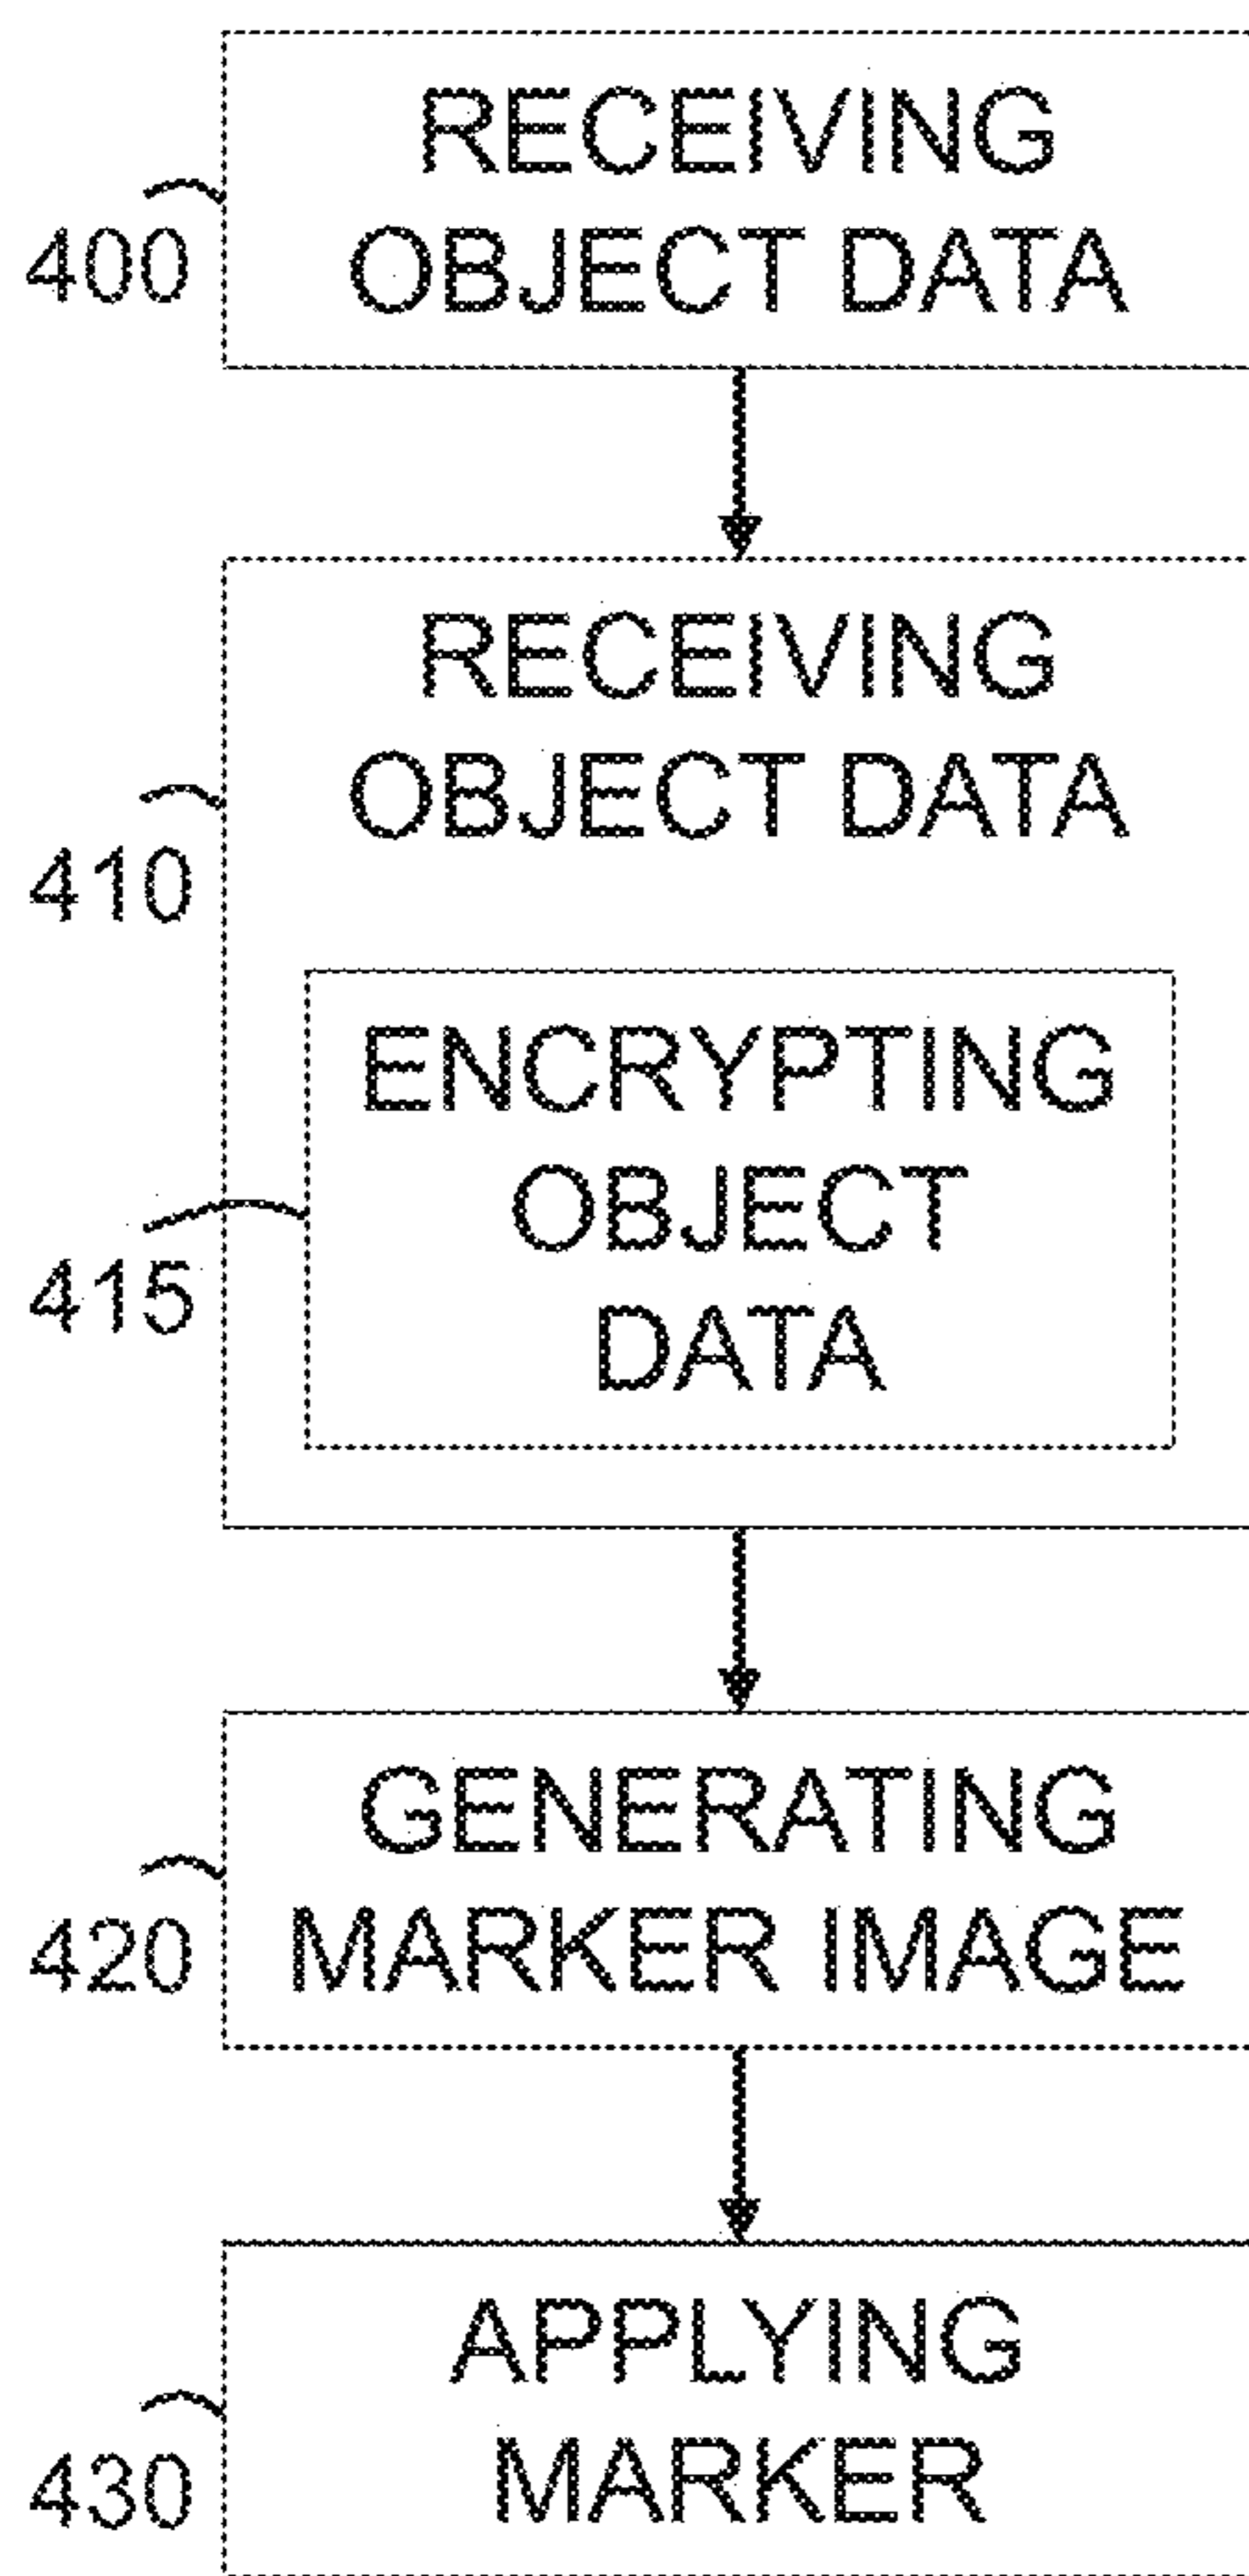 RECEIVING
OBJECT DATA
400
RECEIVING
OBJECT DATA
410
ENCRYPTING
OBJECT
DATA
415
GENERATING
MARKER IMAGE
420
APPLYING
MARKER
430